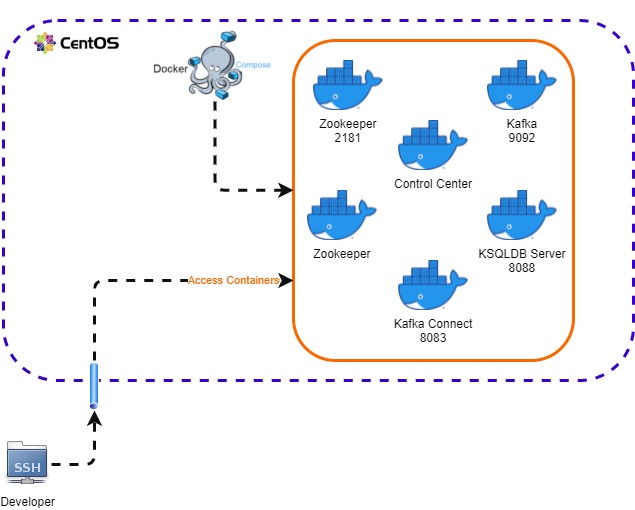 CentOS
Docker
Compose
Zookeeper
2181
Kafka
9092
Control Center
Zookeeper
KSQLDB Server
8088
Access Containers
Kafka Connect
8083
SSH
Developer